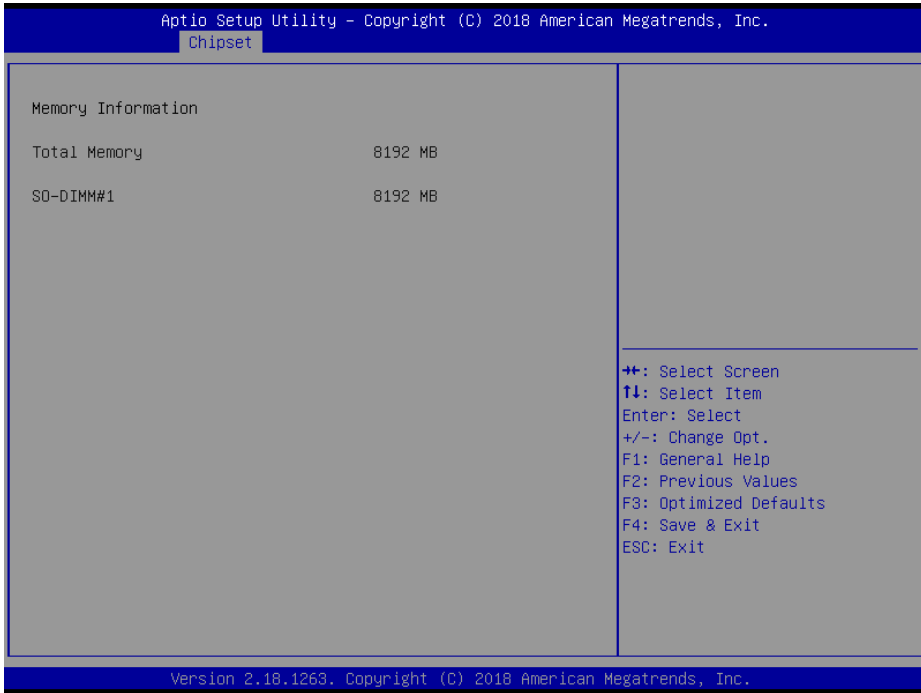 Aptio Setup Utility – Copyright (C) 2018 American Megatrends, Inc.
Chipset
Memory Information
Total Memory 8192 MB
SO-DIMM#1 8192 MB
→←: Select Screen
↑↓: Select Item
Enter: Select
+/-: Change Opt.
F1: General Help
F2: Previous Values
F3: Optimized Defaults
F4: Save & Exit
ESC: Exit
Version 2.18.1263. Copyright (C) 2018 American Megatrends, Inc.